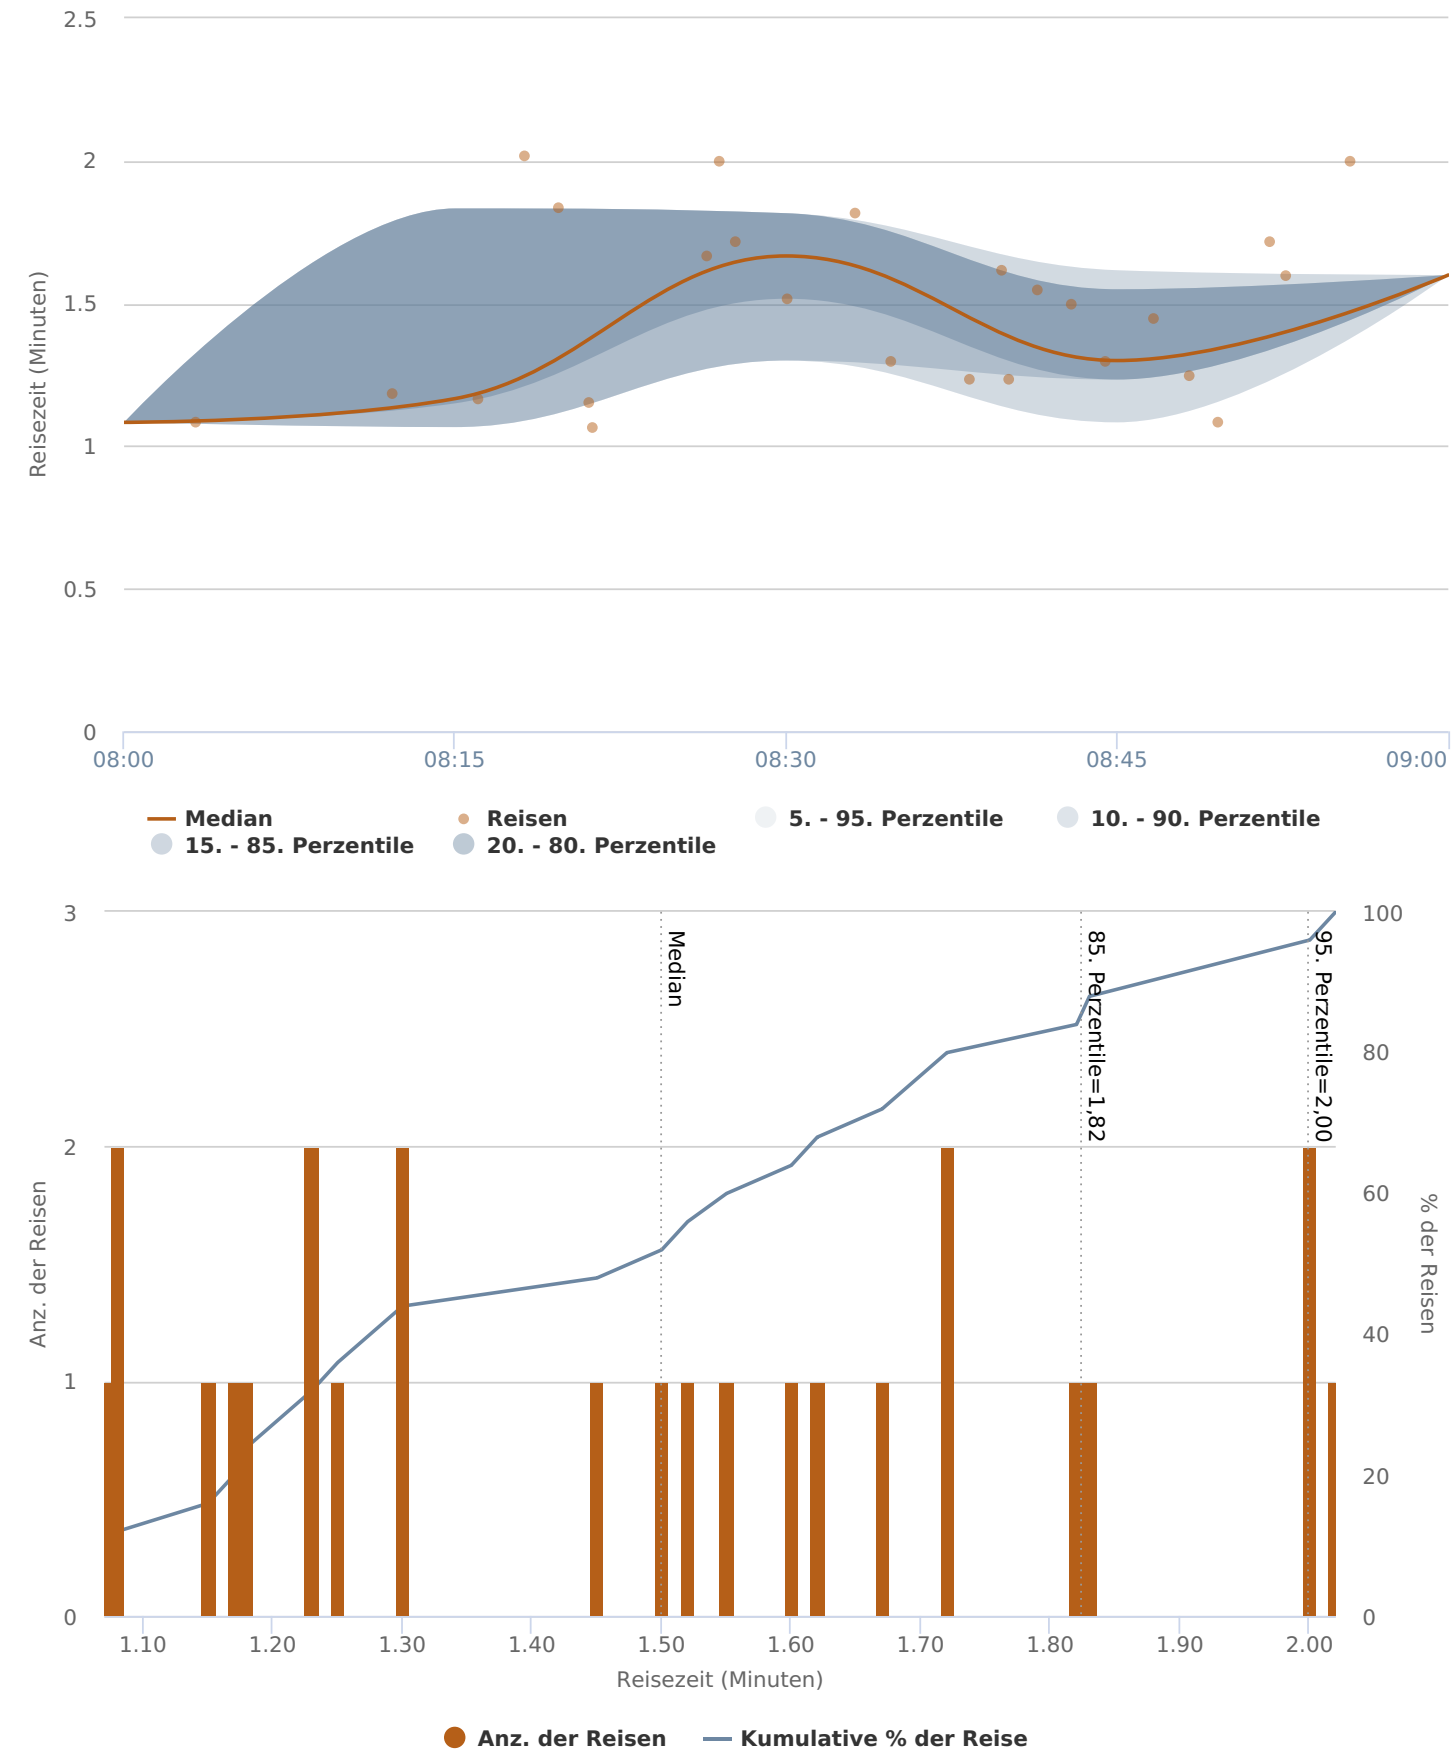 2.5
2
1.5
1
0.5
0
Reisezeit (Minuten)
08:00 08:15 08:30 08:45 09:00
Median Reisen 5. - 95. Perzentile 10. - 90. Perzentile
15. - 85. Perzentile 20. - 80. Perzentile
3
2
1
0
Anz. der Reisen
Median
85. Perzentile=1,82
95. Perzentile=2,00
100
80
60
40
20
0
% der Reisen
1.10 1.20 1.30 1.40 1.50 1.60 1.70 1.80 1.90 2.00
Reisezeit (Minuten)
Anz. der Reisen Kumulative % der Reise